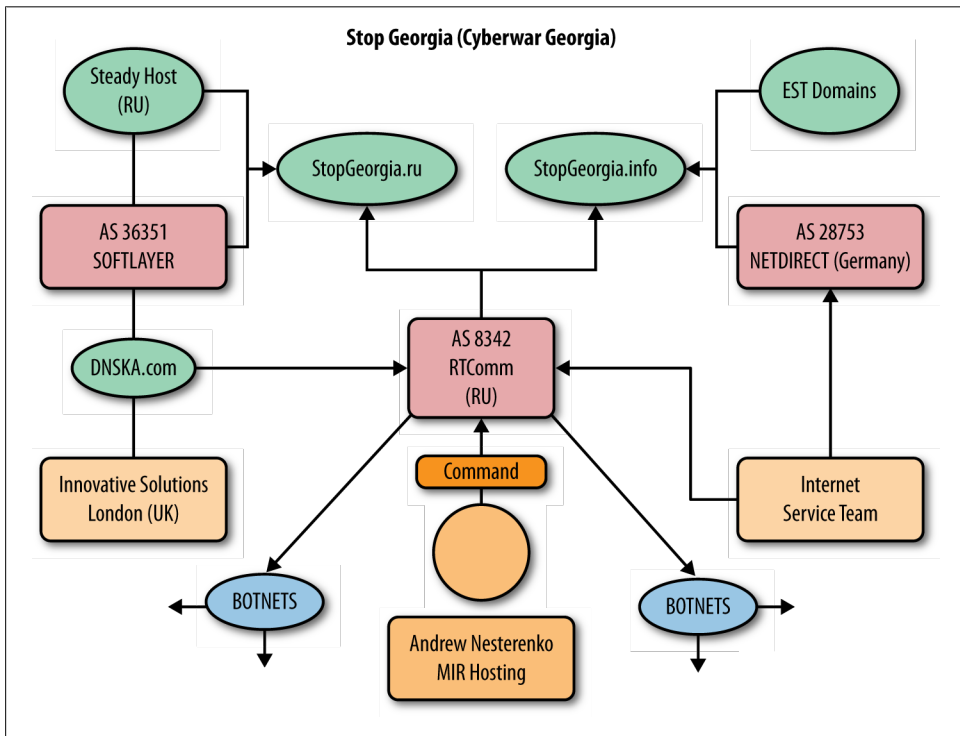 Stop Georgia (Cyberwar Georgia)
Steady Host
(RU)
EST Domains
StopGeorgia.ru
StopGeorgia.info
AS 36351
SOFTLAYER
AS 28753
NETDIRECT (Germany)
AS 8342
RTComm
(RU)
DNSKA.com
Command
Innovative Solutions
London (UK)
Internet
Service Team
BOTNETS
BOTNETS
Andrew Nesterenko
MIR Hosting